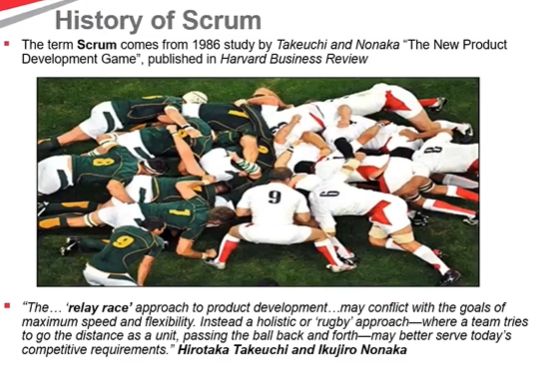 History of Scrum
The term Scrum comes from 1986 study by Takeuchi and Nonaka “The New Product
Development Game”, published in Harvard Business Review
9
8
1
9
6
“The… ‘relay race’ approach to product development…may conflict with the goals of
maximum speed and flexibility. Instead a holistic or ‘rugby’ approach—where a team tries
to go the distance as a unit, passing the ball back and forth—may better serve today’s
competitive requirements.” Hirotaka Takeuchi and Ikujiro Nonaka